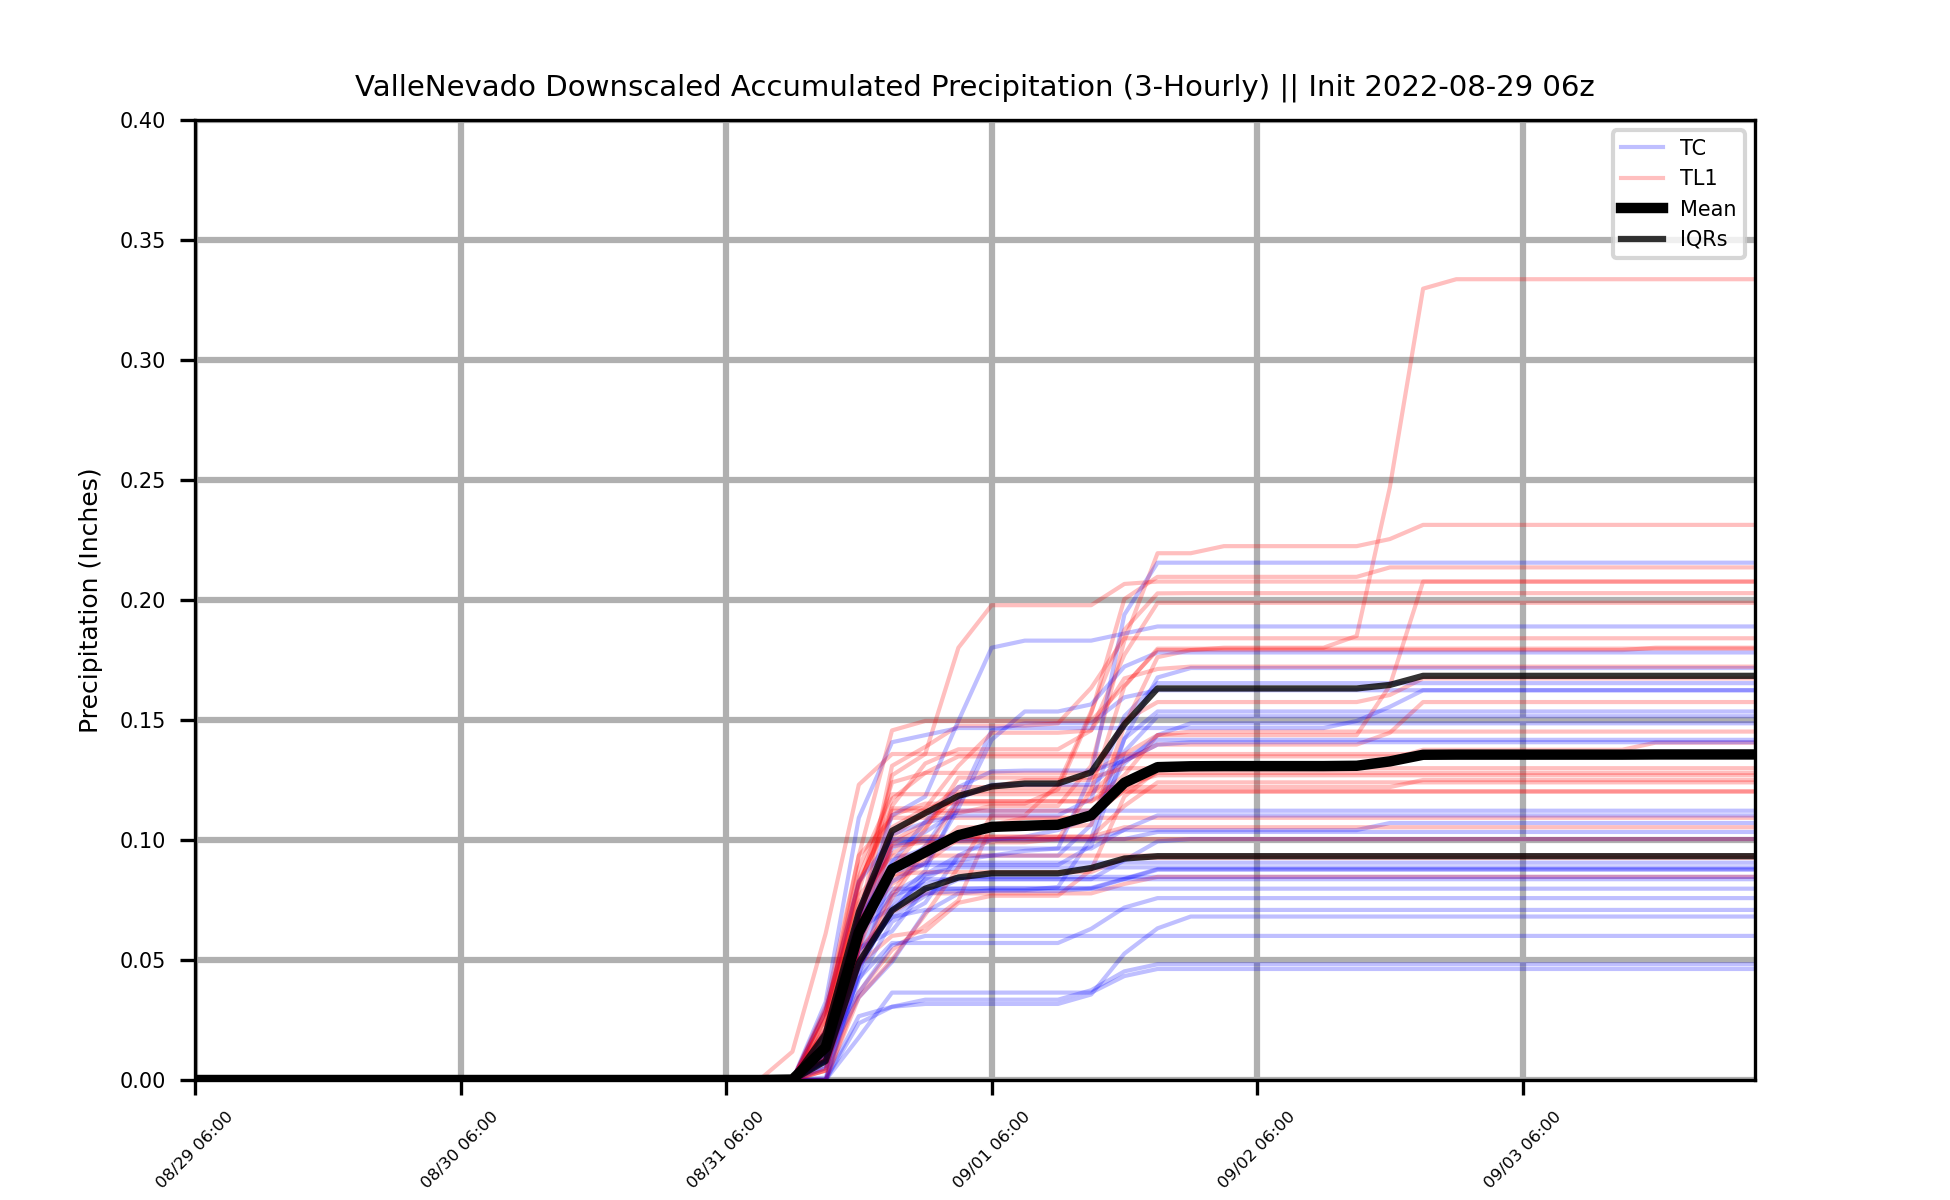 ValleNevado Downscaled Accumulated Precipitation (3-Hourly) || Init 2022-08-29 06z
TC
TL1
Mean
IQRs
Precipitation (Inches)
0.40
0.35
0.30
0.25
0.20
0.15
0.10
0.05
0.00
08/29 06:00
08/30 06:00
08/31 06:00
09/01 06:00
09/02 06:00
09/03 06:00